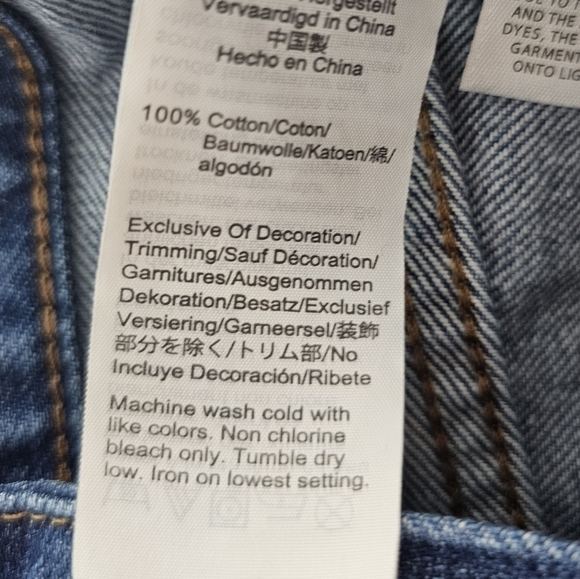 Vervaardigd in China
中国製
Hecho en China
100% Cotton/Coton/
Baumwolle/Katoen/綿/
algodón
Exclusive Of Decoration/
Trimming/Sauf Décoration/
Garnitures/Ausgenommen
Dekoration/Besatz/Exclusief
Versiering/Garneersel/装飾
部分を除く/トリム部/No
Incluye Decoración/Ribete
Machine wash cold with
like colors. Non chlorine
bleach only. Tumble dry
low. Iron on lowest setting.
AND THE
DYES, THE
GARMENT
ONTO